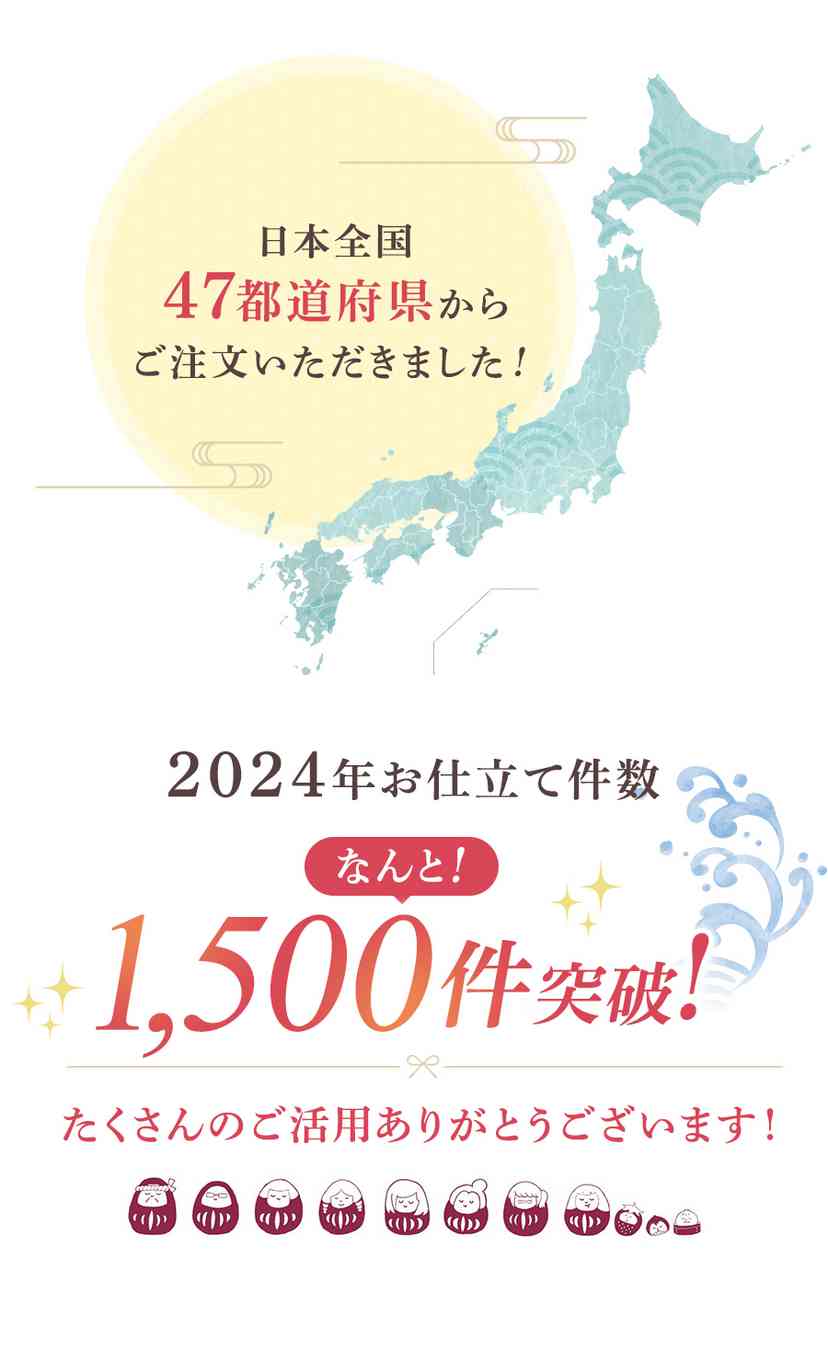 日本全国
47都道府県から
ご注文いただきました！
2024年お仕立て件数
なんと！
1,500件突破！
たくさんのご活用ありがとうございます！